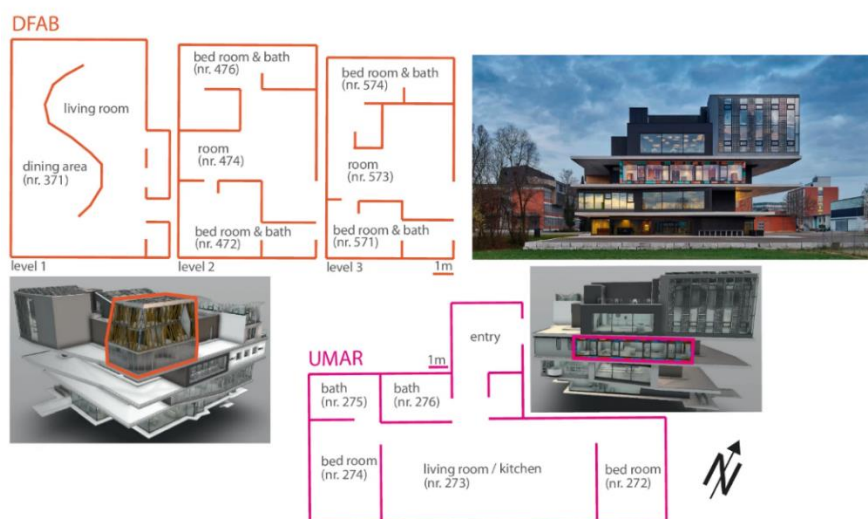 DFAB
bed room & bath
(nr. 476)
bed room & bath
(nr. 574)
living room
room
(nr. 474)
room
(nr. 573)
dining area
(nr. 371)
bed room & bath
(nr. 472)
bed room & bath
(nr. 571)
level 1
level 2
level 3
1m
UMAR
1m
entry
bath
(nr. 275)
bath
(nr. 276)
bed room
(nr. 274)
living room / kitchen
(nr. 273)
bed room
(nr. 272)
N